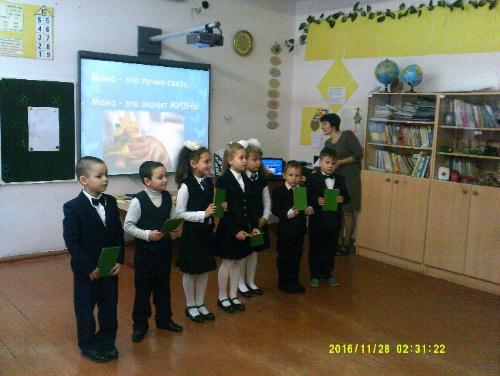 Мама - это лучик света,
Мама - это значит ЖИЗНЬ!
2016/11/28 02:31:22